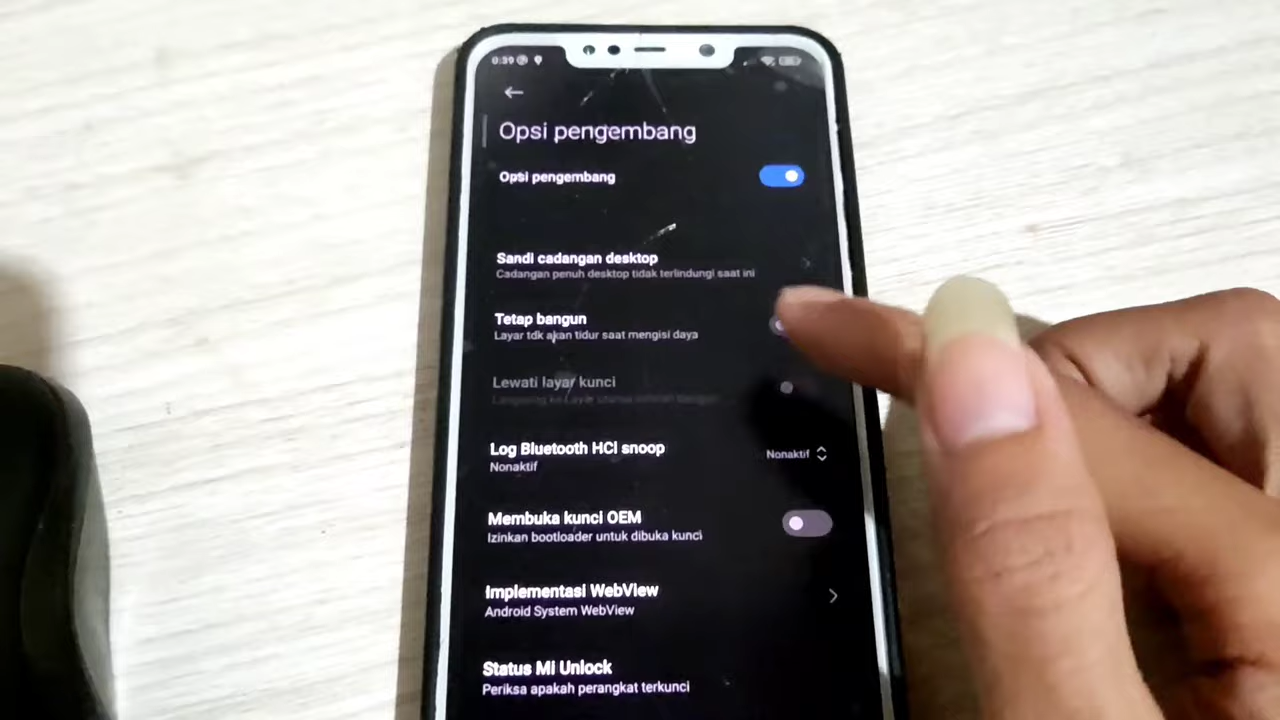 0:39
Opsi pengembang
Opsi pengembang
Sandi cadangan desktop
Cadangan penuh desktop tidak terlindungi saat ini
Tetap bangun
Layar tdk akan tidur saat mengisi daya
Lewati layar kunci
Log Bluetooth HCI snoop
Nonaktif
Nonaktif
Membuka kunci OEM
Izinkan bootloader untuk dibuka kunci
Implementasi WebView
Android System WebView
Status Mi Unlock
Periksa apakah perangkat terkunci